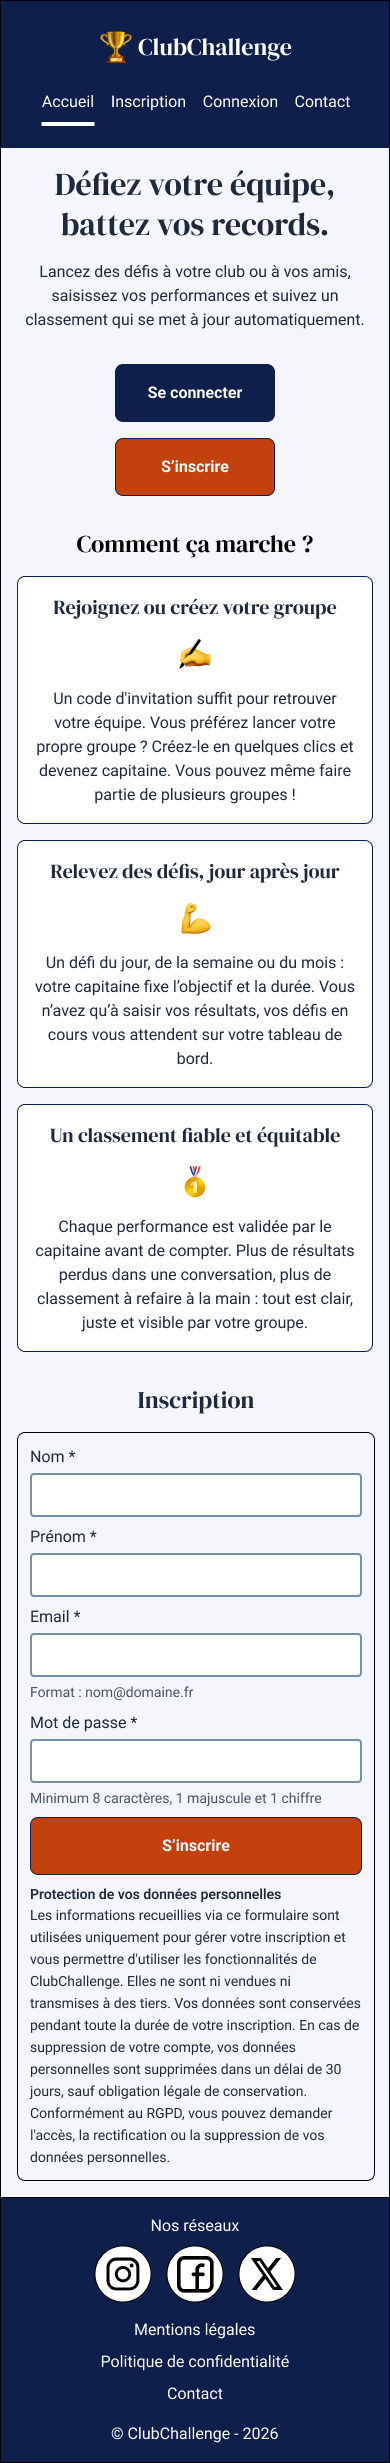 ClubChallenge
Accueil Inscription Connexion Contact
Défiez votre équipe,
battez vos records.
Lancez des défis à votre club ou à vos amis,
saisissez vos performances et suivez un
classement qui se met à jour automatiquement.
Se connecter
S’inscrire
Comment ça marche ?
Rejoignez ou créez votre groupe
Un code d'invitation suffit pour retrouver
votre équipe. Vous préférez lancer votre
propre groupe ? Créez-le en quelques clics et
devenez capitaine. Vous pouvez même faire
partie de plusieurs groupes !
Relevez des défis, jour après jour
Un défi du jour, de la semaine ou du mois :
votre capitaine fixe l’objectif et la durée. Vous
n’avez qu’à saisir vos résultats, vos défis en
cours vous attendent sur votre tableau de
bord.
Un classement fiable et équitable
1
Chaque performance est validée par le
capitaine avant de compter. Plus de résultats
perdus dans une conversation, plus de
classement à refaire à la main : tout est clair,
juste et visible par votre groupe.
Inscription
Nom *
Prénom *
Email *
Format : nom@domaine.fr
Mot de passe *
Minimum 8 caractères, 1 majuscule et 1 chiffre
S’inscrire
Protection de vos données personnelles
Les informations recueillies via ce formulaire sont
utilisées uniquement pour gérer votre inscription et
vous permettre d'utiliser les fonctionnalités de
ClubChallenge. Elles ne sont ni vendues ni
transmises à des tiers. Vos données sont conservées
pendant toute la durée de votre inscription. En cas de
suppression de votre compte, vos données
personnelles sont supprimées dans un délai de 30
jours, sauf obligation légale de conservation.
Conformément au RGPD, vous pouvez demander
l'accès, la rectification ou la suppression de vos
données personnelles.
Nos réseaux
Mentions légales
Politique de confidentialité
Contact
© ClubChallenge - 2026